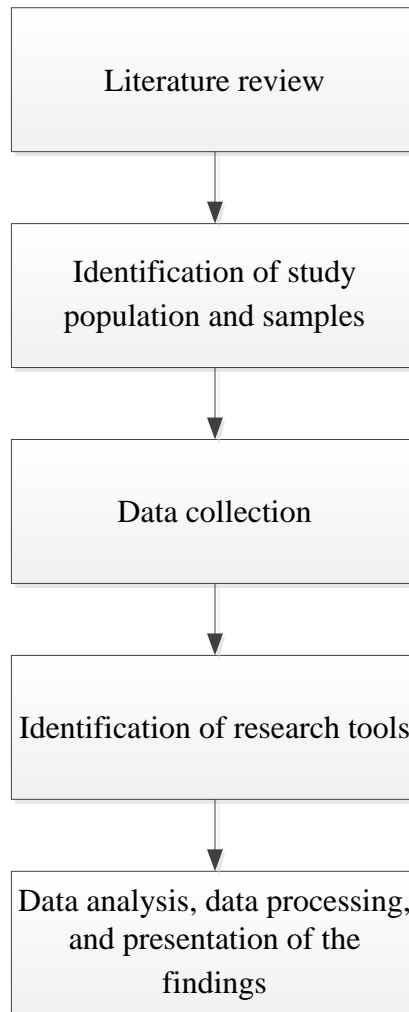 Literature review
Identification of study
population and samples
Data collection
Identification of research tools
Data analysis, data processing,
and presentation of the
findings